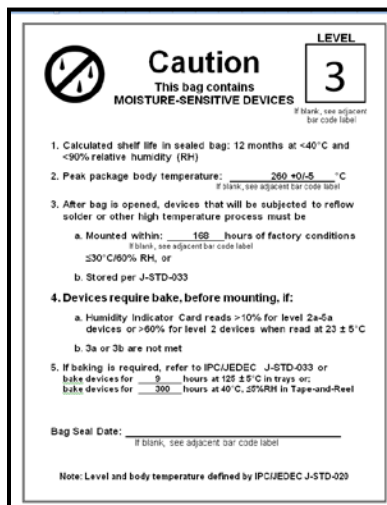 LEVEL
3
Caution
This bag contains
MOISTURE-SENSITIVE DEVICES
If blank, see adjacent
bar code label
1. Calculated shelf life in sealed bag: 12 months at <40°C and
<90% relative humidity (RH)
2. Peak package body temperature: 260 +0/-5 °C
If blank, see adjacent bar code label
3. After bag is opened, devices that will be subjected to reflow
solder or other high temperature process must be
a. Mounted within: 168 hours of factory conditions
If blank, see adjacent bar code label
≤30°C/60% RH, or
b. Stored per J-STD-033
4. Devices require bake, before mounting, if:
a. Humidity Indicator Card reads >10% for level 2a-5a
devices or >60% for level 2 devices when read at 23 ± 5°C
b. 3a or 3b are not met
5. If baking is required, refer to IPC/JEDEC J-STD-033 or
bake devices for 9 hours at 125 ± 5°C in trays or;
bake devices for 300 hours at 40°C, ≤5%RH in Tape-and-Reel
Bag Seal Date:
If blank, see adjacent bar code label
Note: Level and body temperature defined by IPC/JEDEC J-STD-020